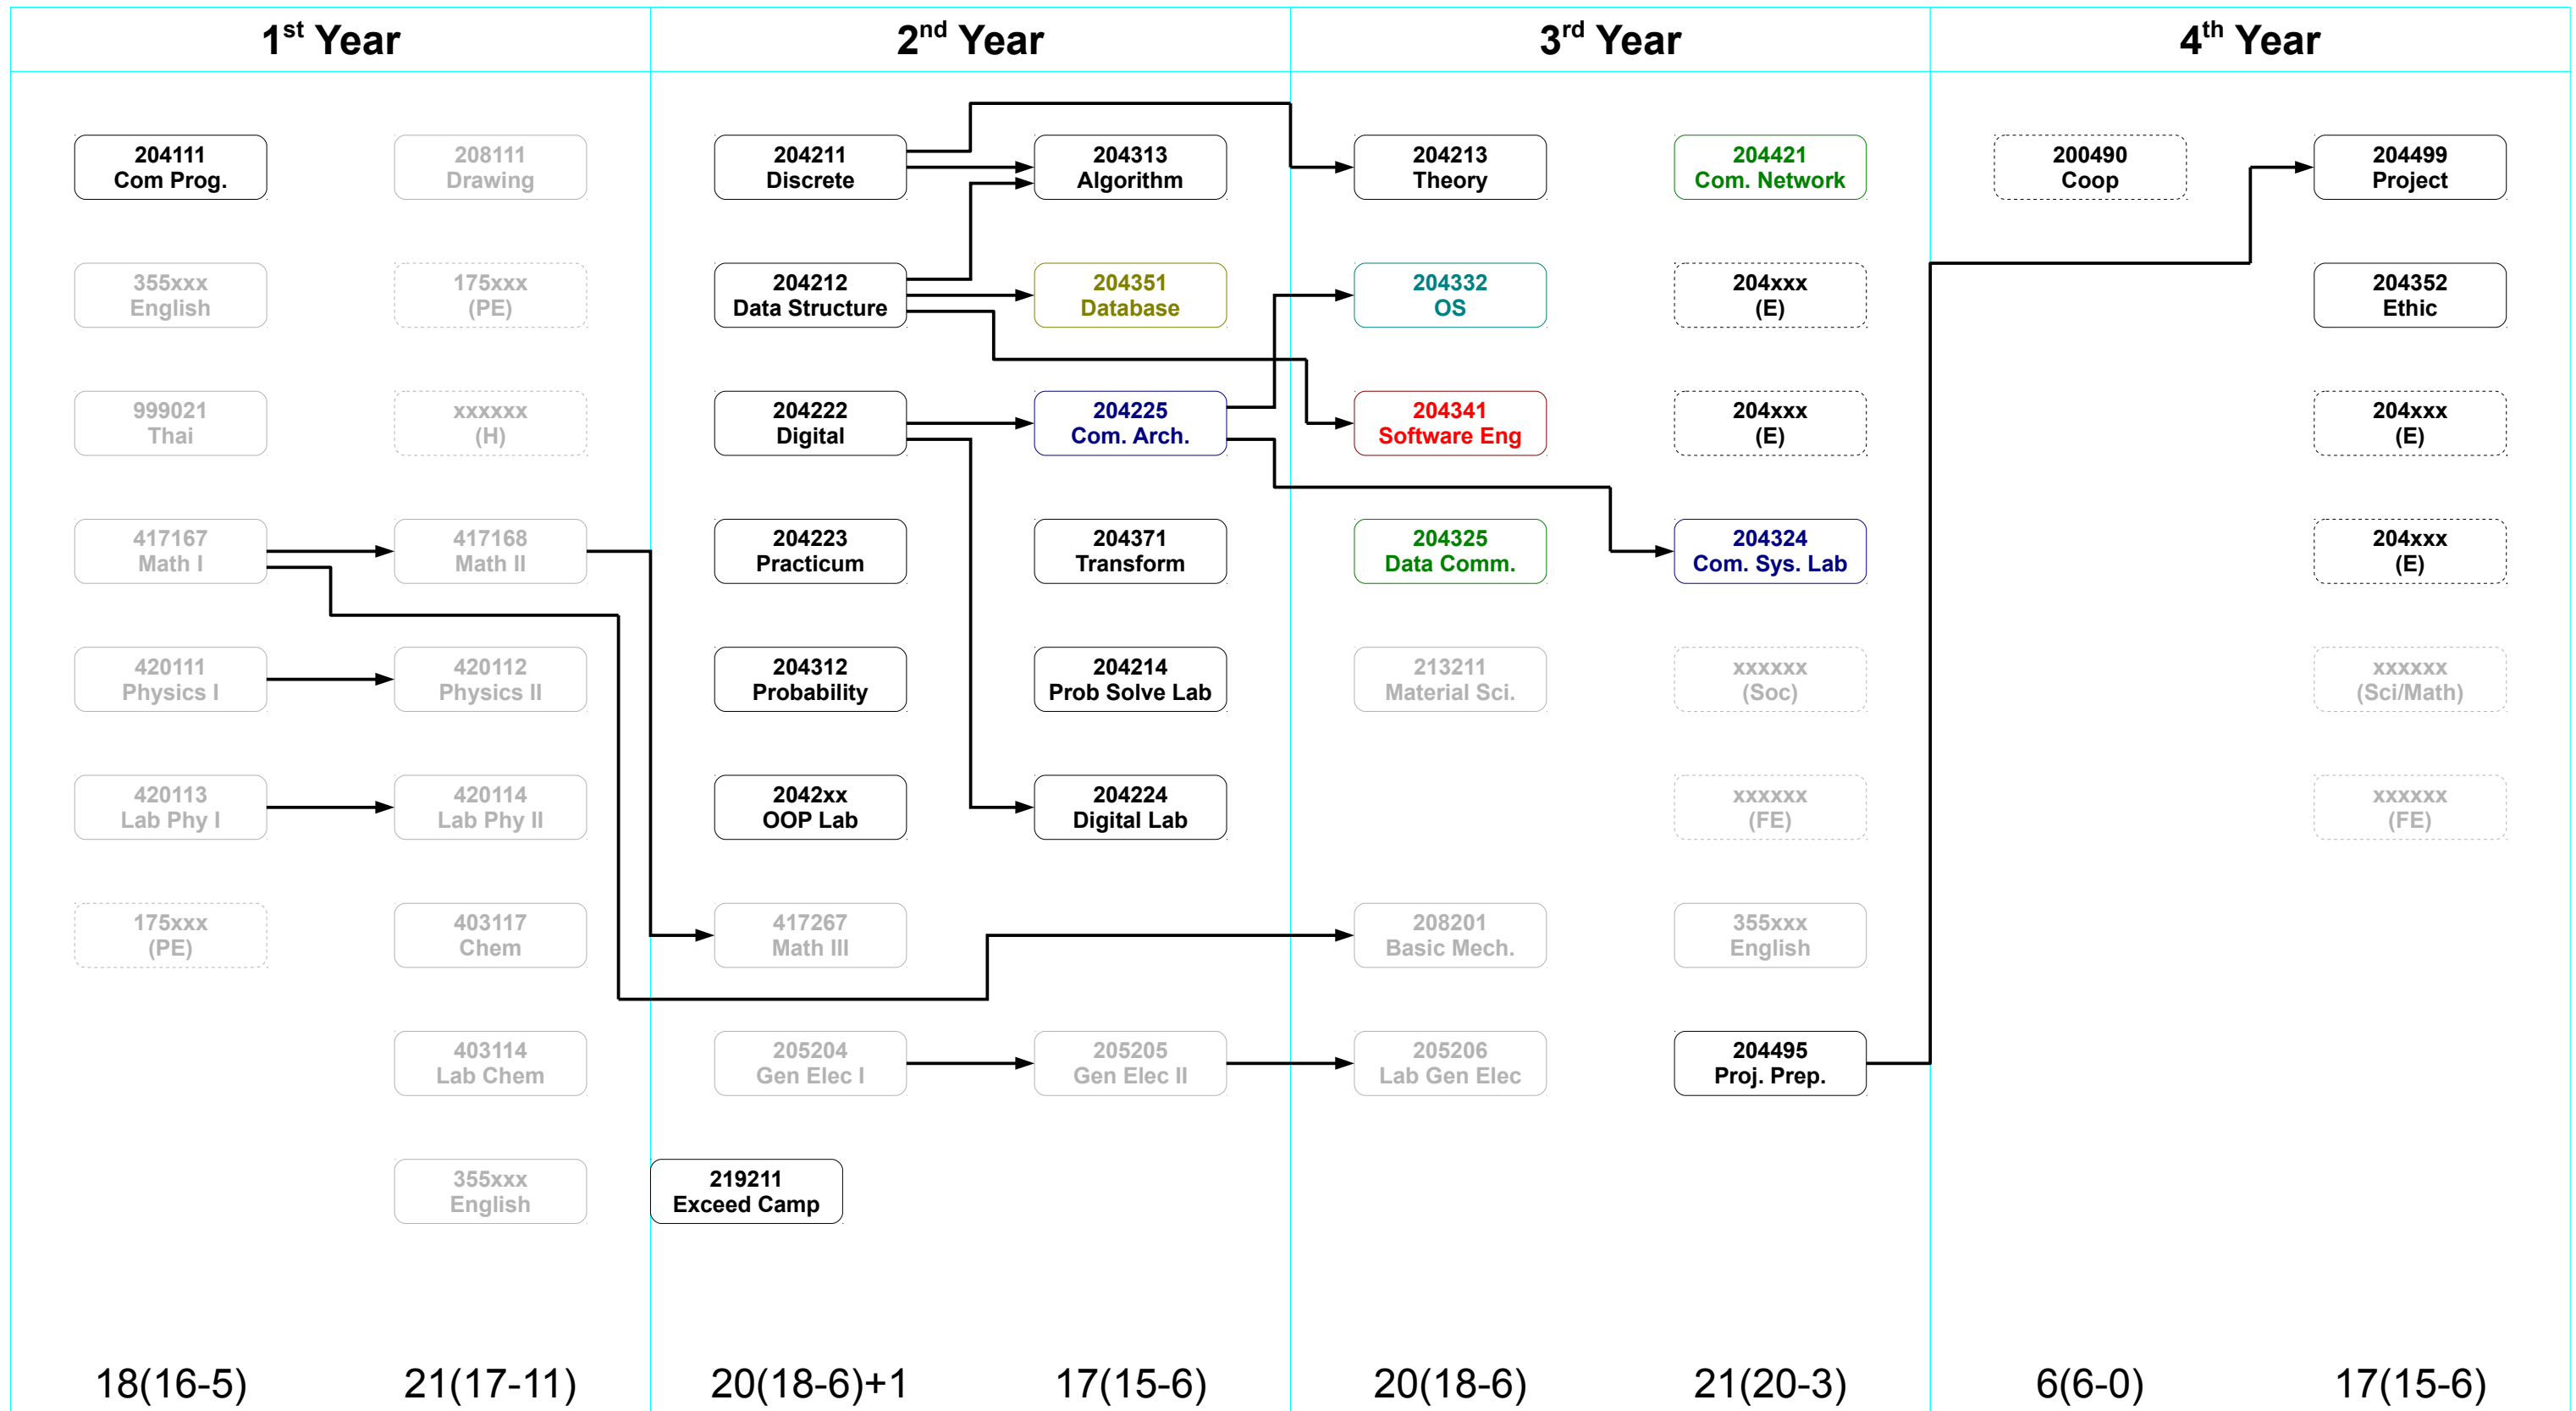 1st Year
2nd Year
3rd Year
4th Year
204111
Com Prog.
208111
Drawing
204211
Discrete
204313
Algorithm
204213
Theory
204421
Com. Network
200490
Coop
204499
Project
355xxx
English
175xxx
(PE)
204212
Data Structure
204351
Database
204332
OS
204xxx
(E)
204352
Ethic
999021
Thai
xxxxxx
(H)
204222
Digital
204225
Com. Arch.
204341
Software Eng
204xxx
(E)
204xxx
(E)
417167
Math I
417168
Math II
204223
Practicum
204371
Transform
204325
Data Comm.
204324
Com. Sys. Lab
204xxx
(E)
420111
Physics I
420112
Physics II
204312
Probability
204214
Prob Solve Lab
213211
Material Sci.
xxxxxx
(Soc)
xxxxxx
(Sci/Math)
420113
Lab Phy I
420114
Lab Phy II
2042xx
OOP Lab
204224
Digital Lab
xxxxxx
(FE)
xxxxxx
(FE)
175xxx
(PE)
403117
Chem
417267
Math III
208201
Basic Mech.
355xxx
English
403114
Lab Chem
205204
Gen Elec I
205205
Gen Elec II
205206
Lab Gen Elec
204495
Proj. Prep.
355xxx
English
219211
Exceed Camp
18(16-5)
21(17-11)
20(18-6)+1
17(15-6)
20(18-6)
21(20-3)
6(6-0)
17(15-6)